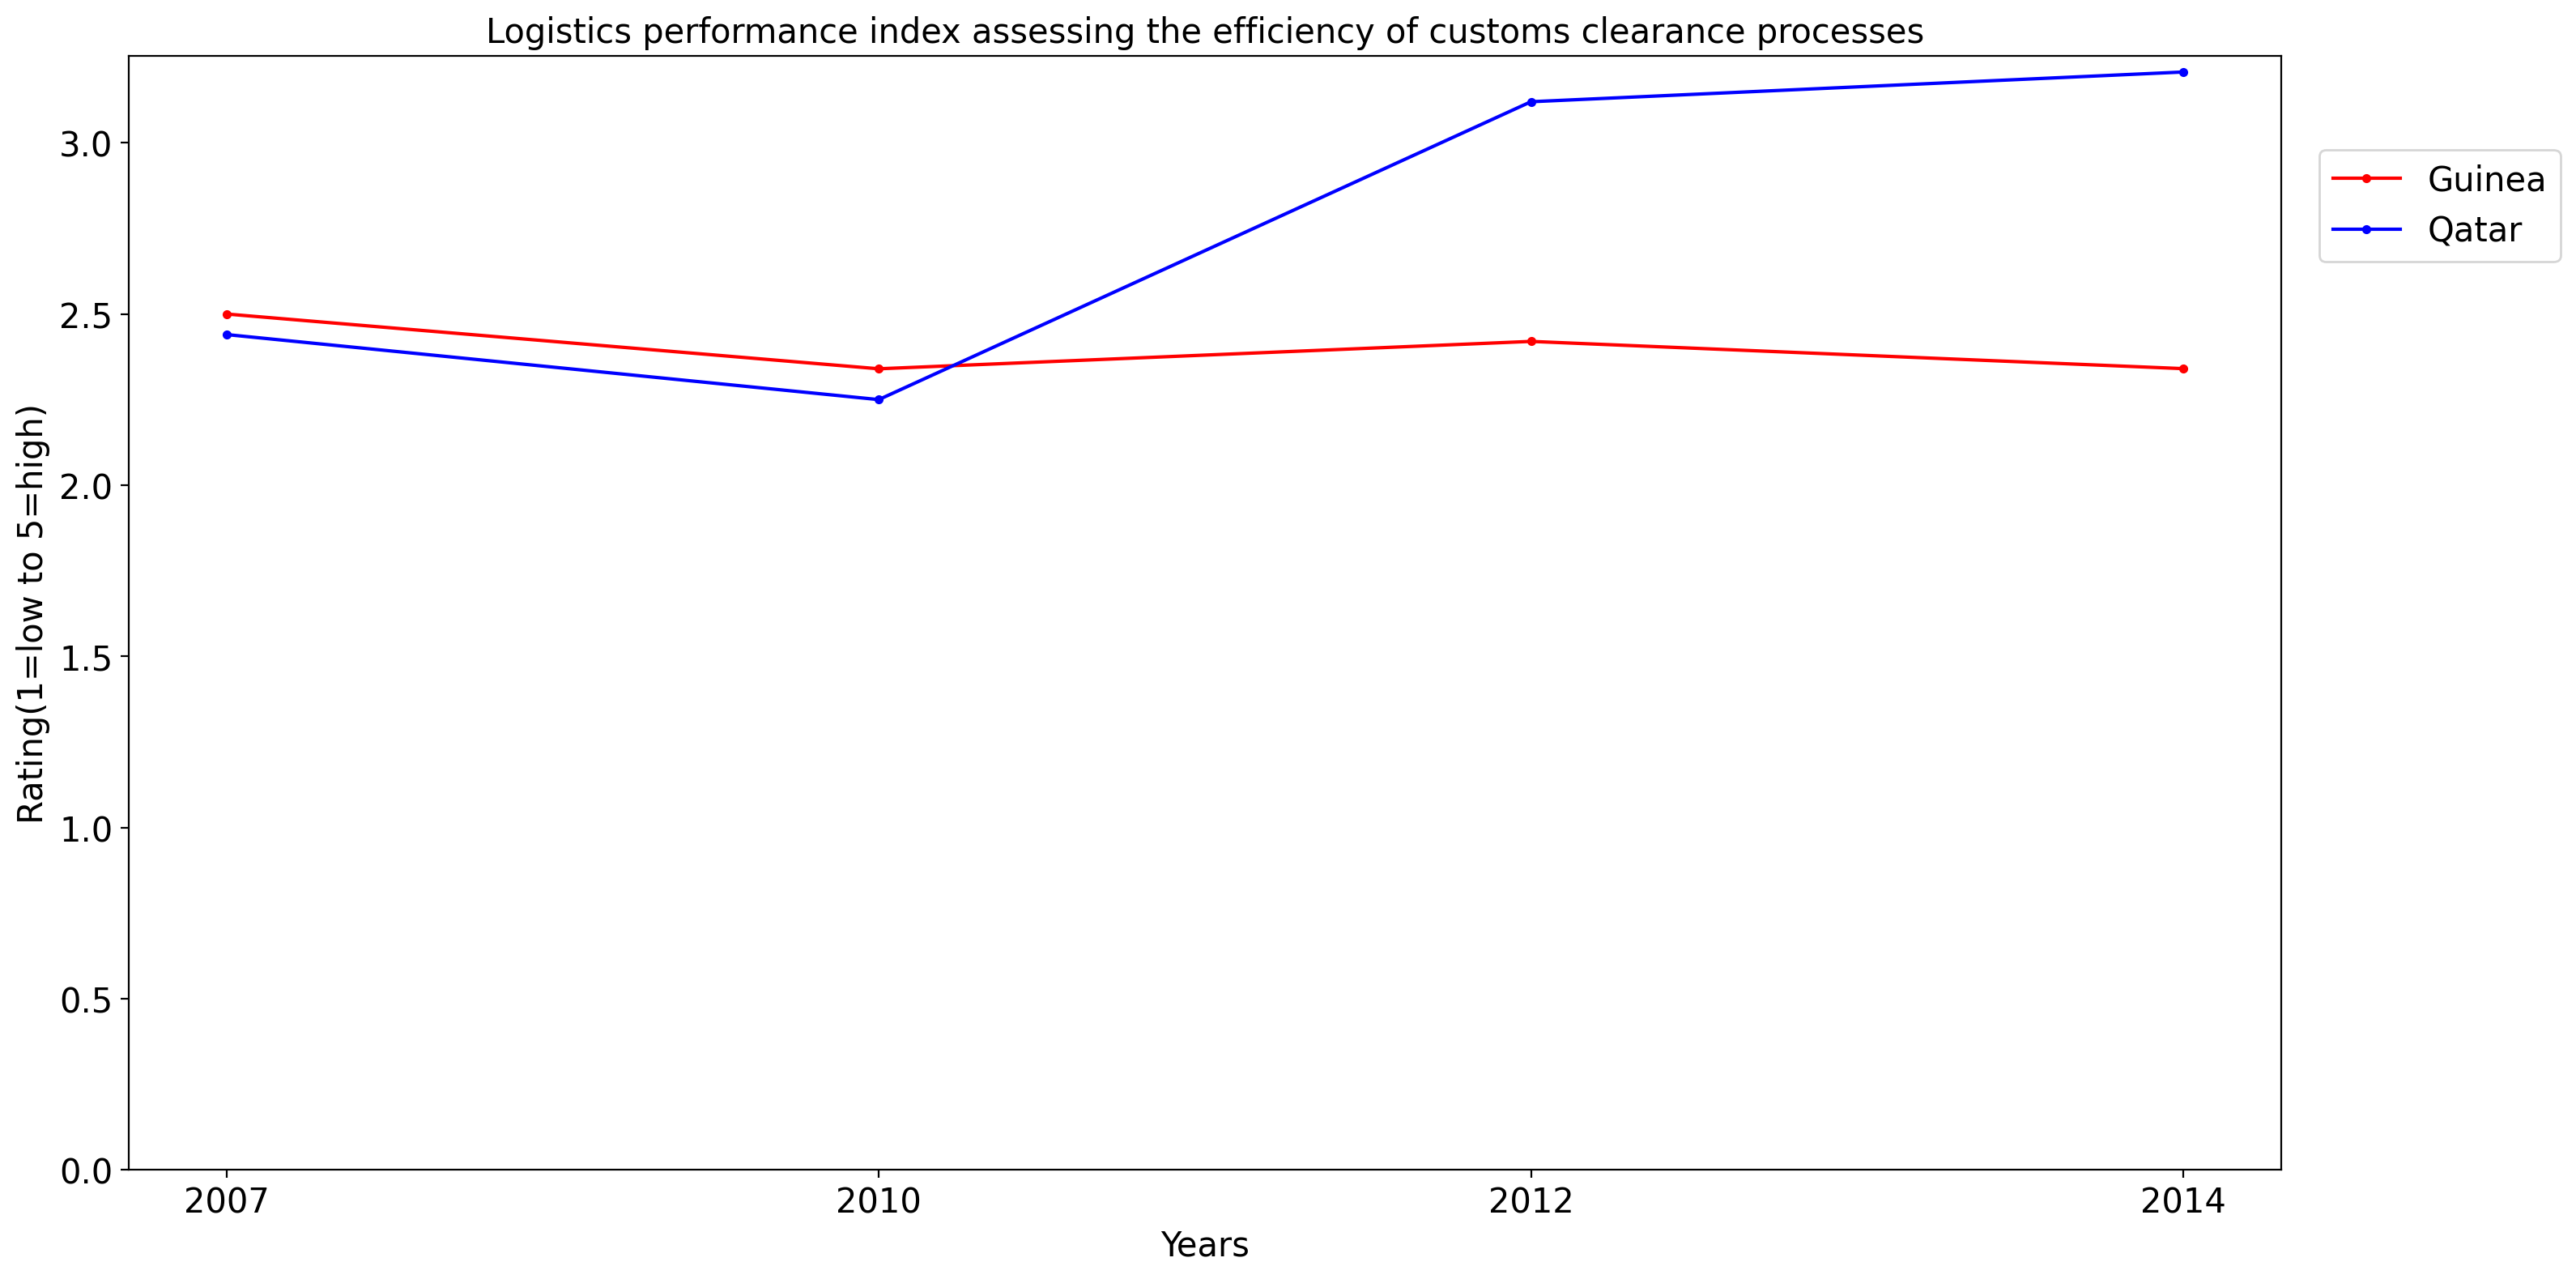 Logistics performance index assessing the efficiency of customs clearance processes
3.0
2.5
2.0
1.5
1.0
0.5
0.0
Rating(1=low to 5=high)
2007
2010
2012
2014
Years
Guinea
Qatar